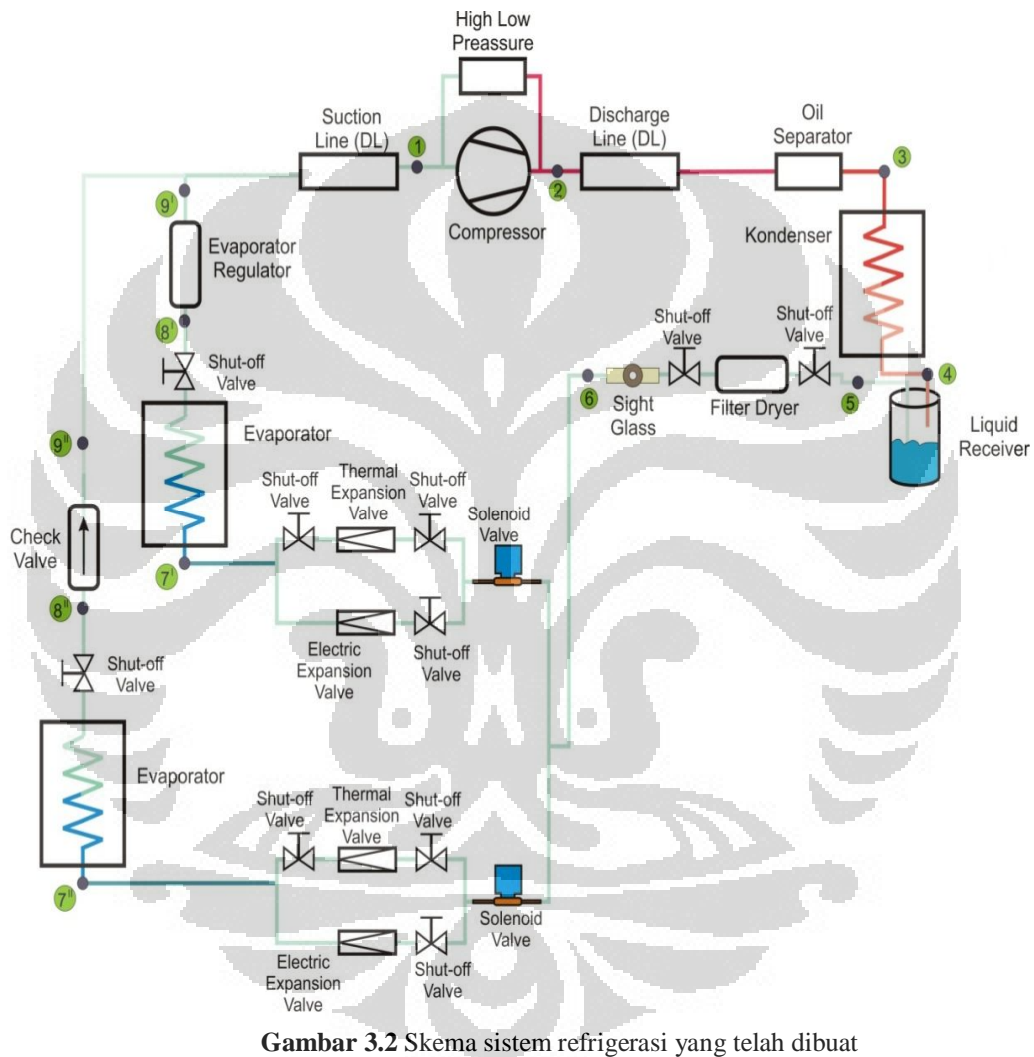 High Low
Preassure
Suction
Line (DL)
1
Discharge
Line (DL)
Oil
Separator
3
2
9'
Compressor
Kondenser
Evaporator
Regulator
8'
Shut-off
Valve
Shut-off
Valve
Shut-off
Valve
4
6
5
Sight
Glass
Filter Dryer
Liquid
Receiver
Evaporator
9"
Shut-off
Valve
Thermal
Expansion
Valve
Shut-off
Valve
Solenoid
Valve
Check
Valve
7'
8"
Electric
Expansion
Valve
Shut-off
Valve
Shut-off
Valve
Evaporator
Shut-off
Valve
Thermal
Expansion
Valve
Shut-off
Valve
7"
Solenoid
Valve
Electric
Expansion
Valve
Shut-off
Valve
Gambar 3.2 Skema sistem refrigerasi yang telah dibuat